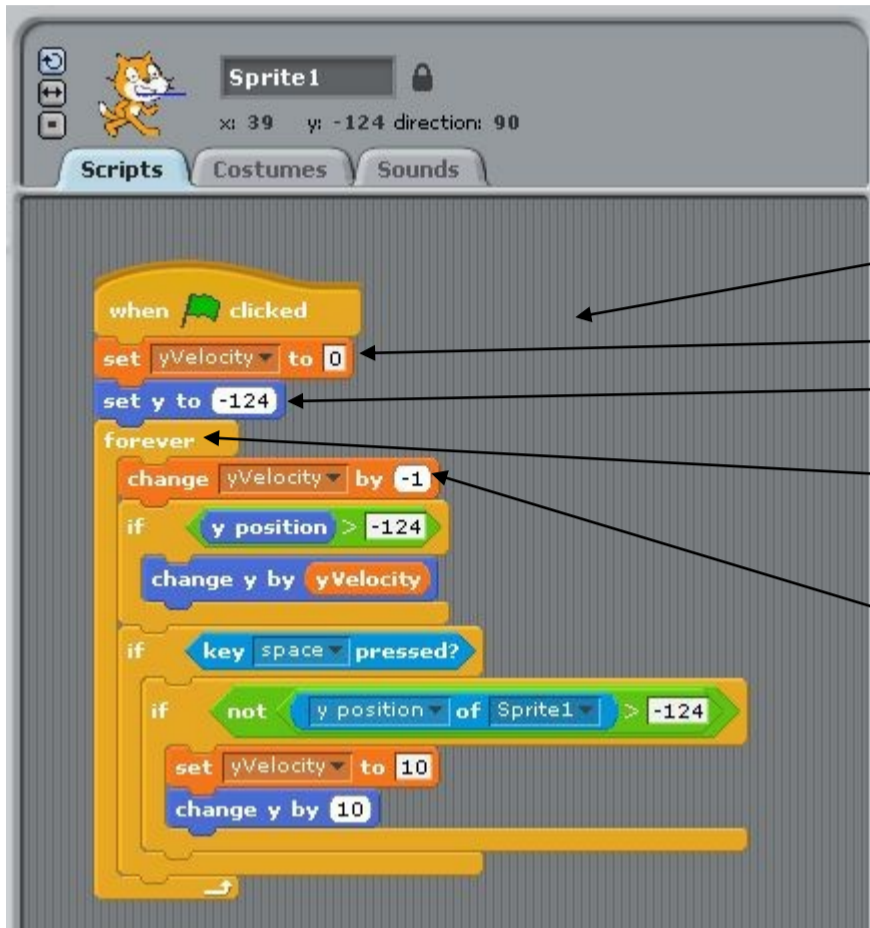 Sprite1
x: 39 y: -124 direction: 90
Scripts Costumes Sounds
when clicked
set yVelocity to 0
set y to -124
forever
change yVelocity by -1
if y position > -124
change y by yVelocity
if key space pressed?
if not y position of Sprite1 > -124
set yVelocity to 10
change y by 10